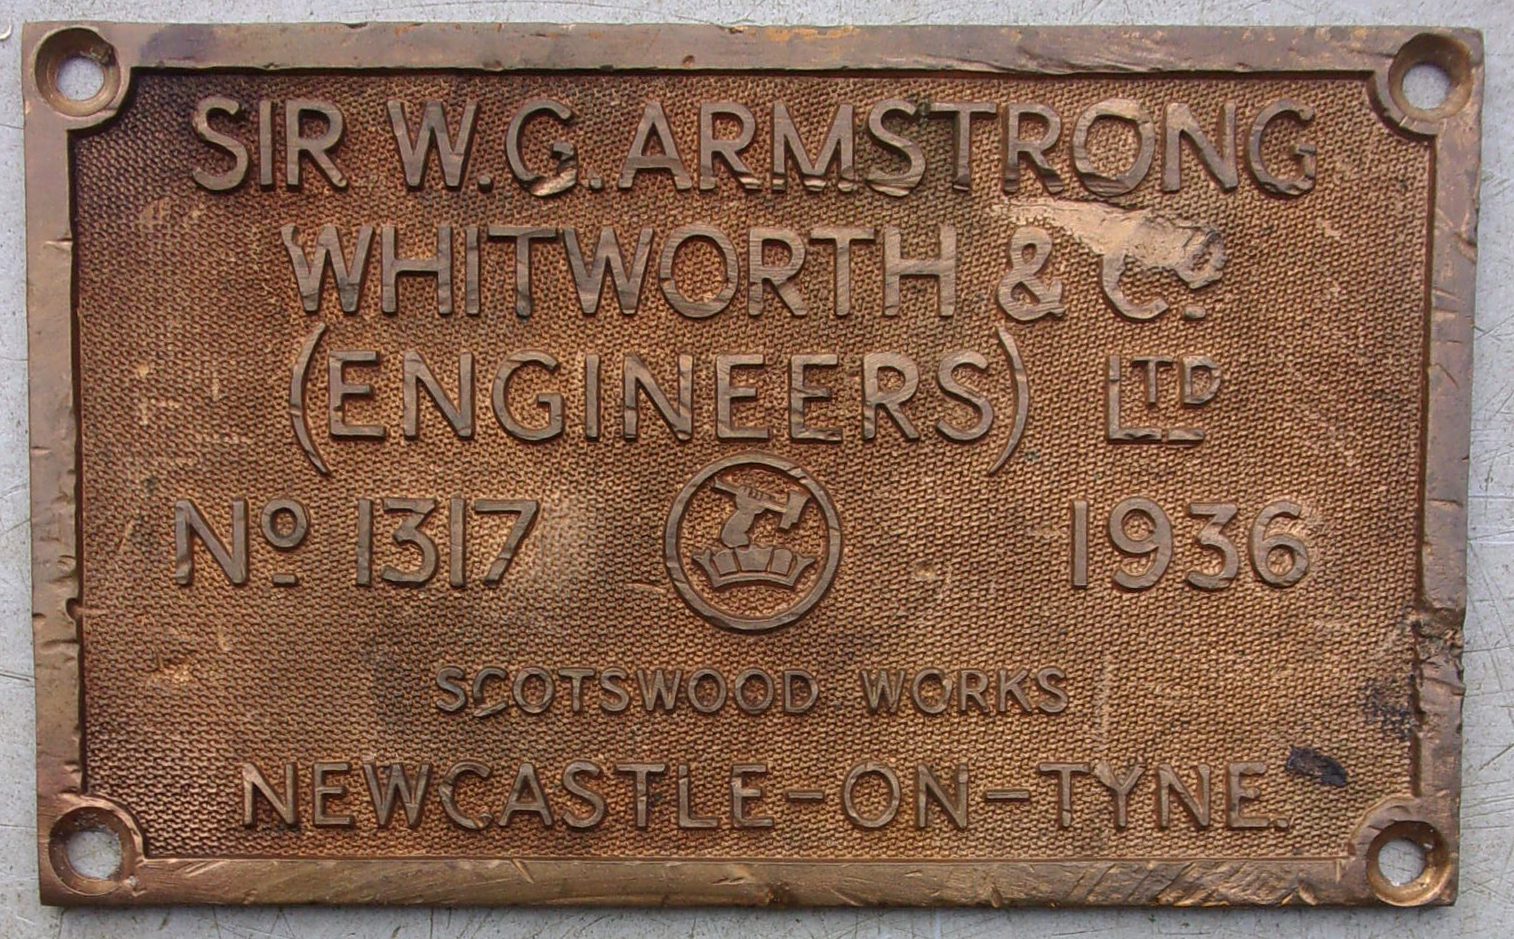 SIR W.G. ARMSTRONG
WHITWORTH & Co.
(ENGINEERS) LTD
No 1317 1936
SCOTSWOOD WORKS
NEWCASTLE-ON-TYNE.